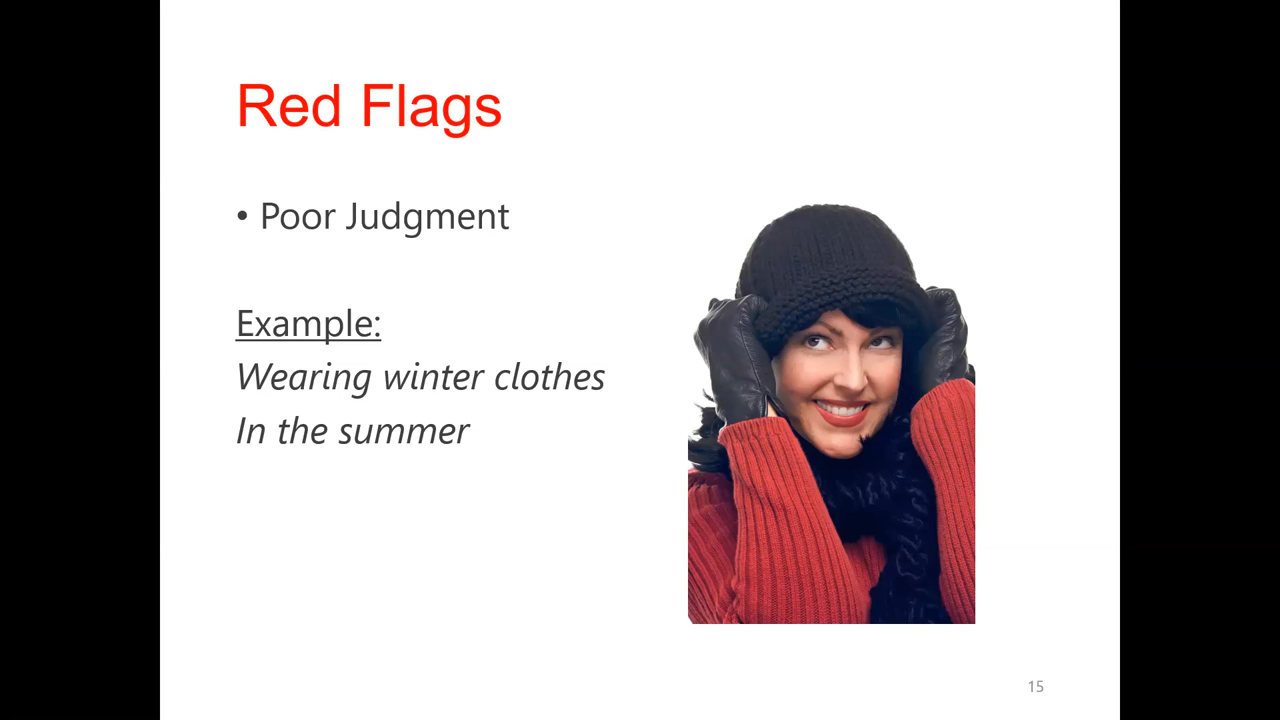 Red Flags
• Poor Judgment
Example:
Wearing winter clothes
In the summer
15